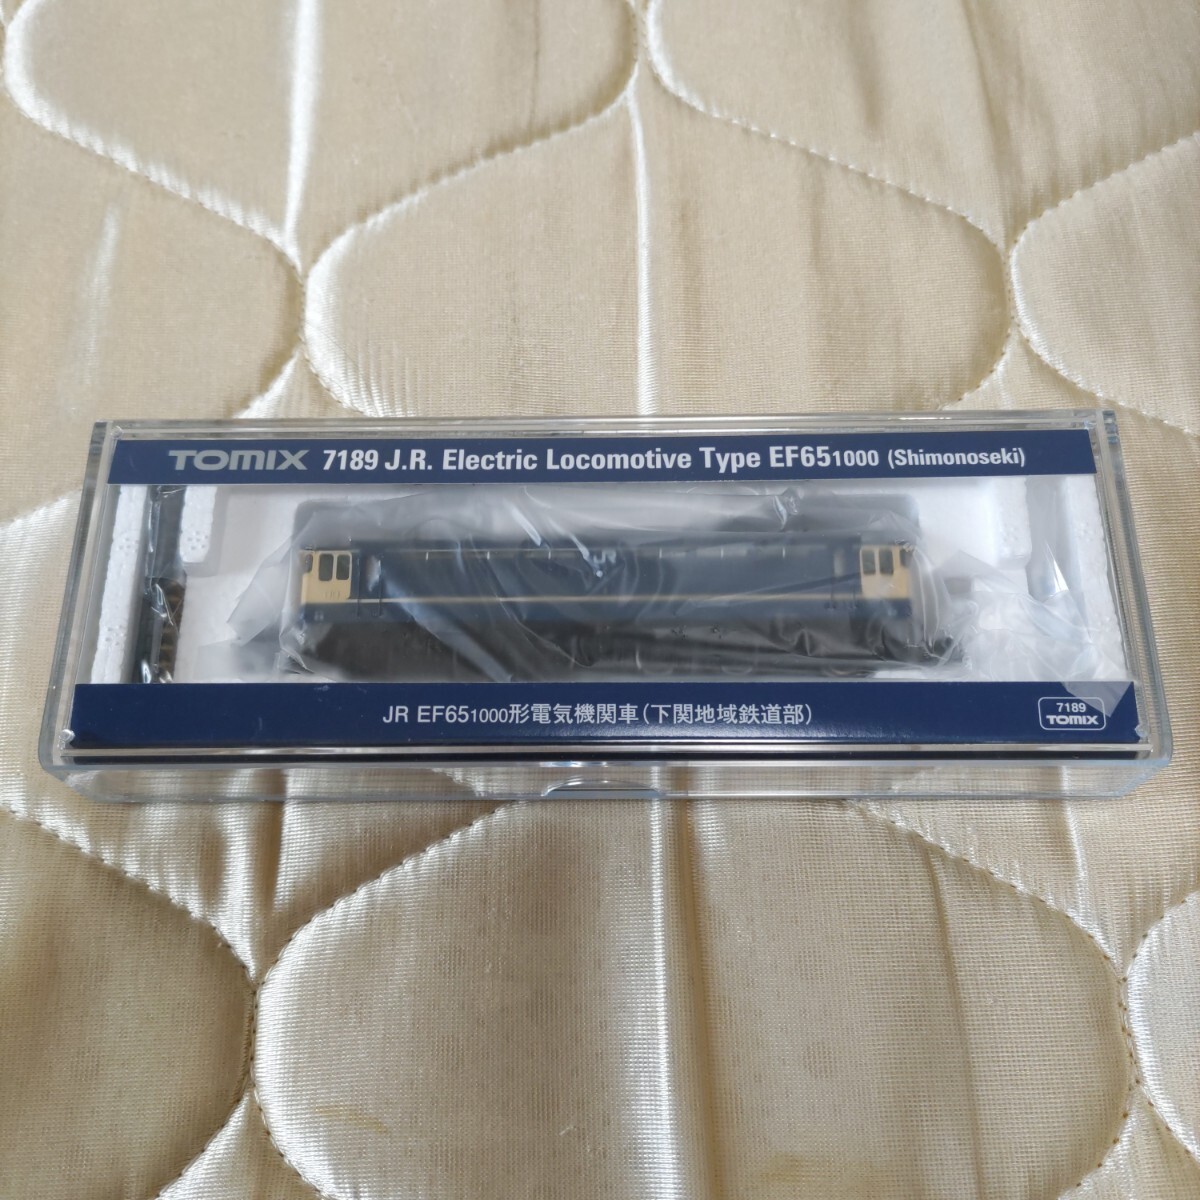 TOMIX 7189 J.R. Electric Locomotive Type EF651000 (Shimonoseki)
JR EF651000形電気機関車(下関地域鉄道部)
7189
TOMIX